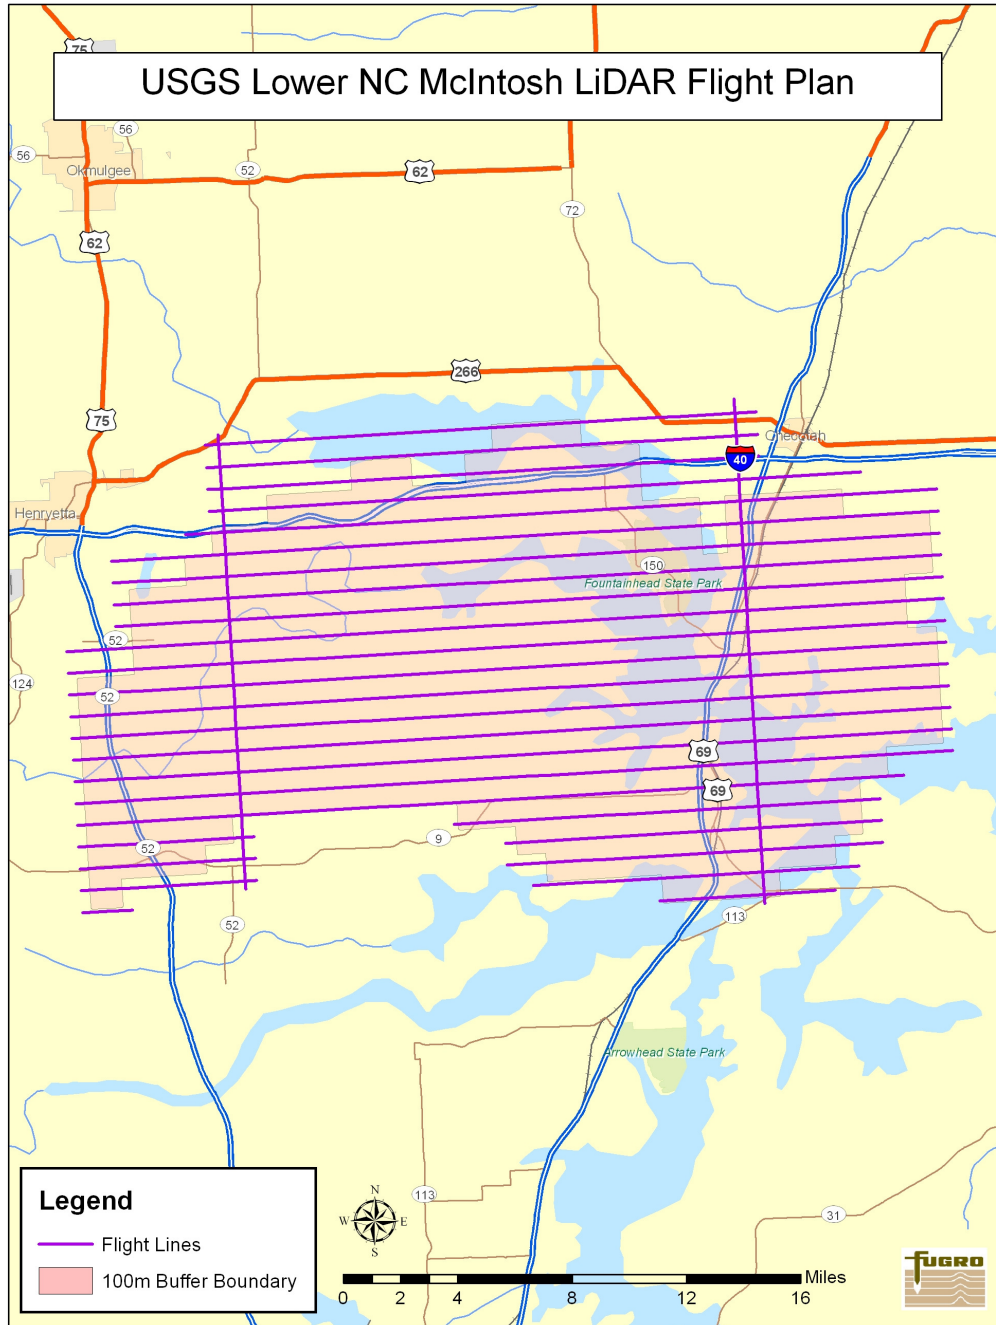 75
USGS Lower NC McIntosh LiDAR Flight Plan
56
56
Okmulgee
52
62
72
62
266
75
Checotah
40
Henryetta
150
Fountainhead State Park
52
124
52
69
69
9
52
52
113
Arrowhead State Park
113
31
Legend
Flight Lines
100m Buffer Boundary
N
W E
S
Miles
0 2 4 8 12 16
FUGRO